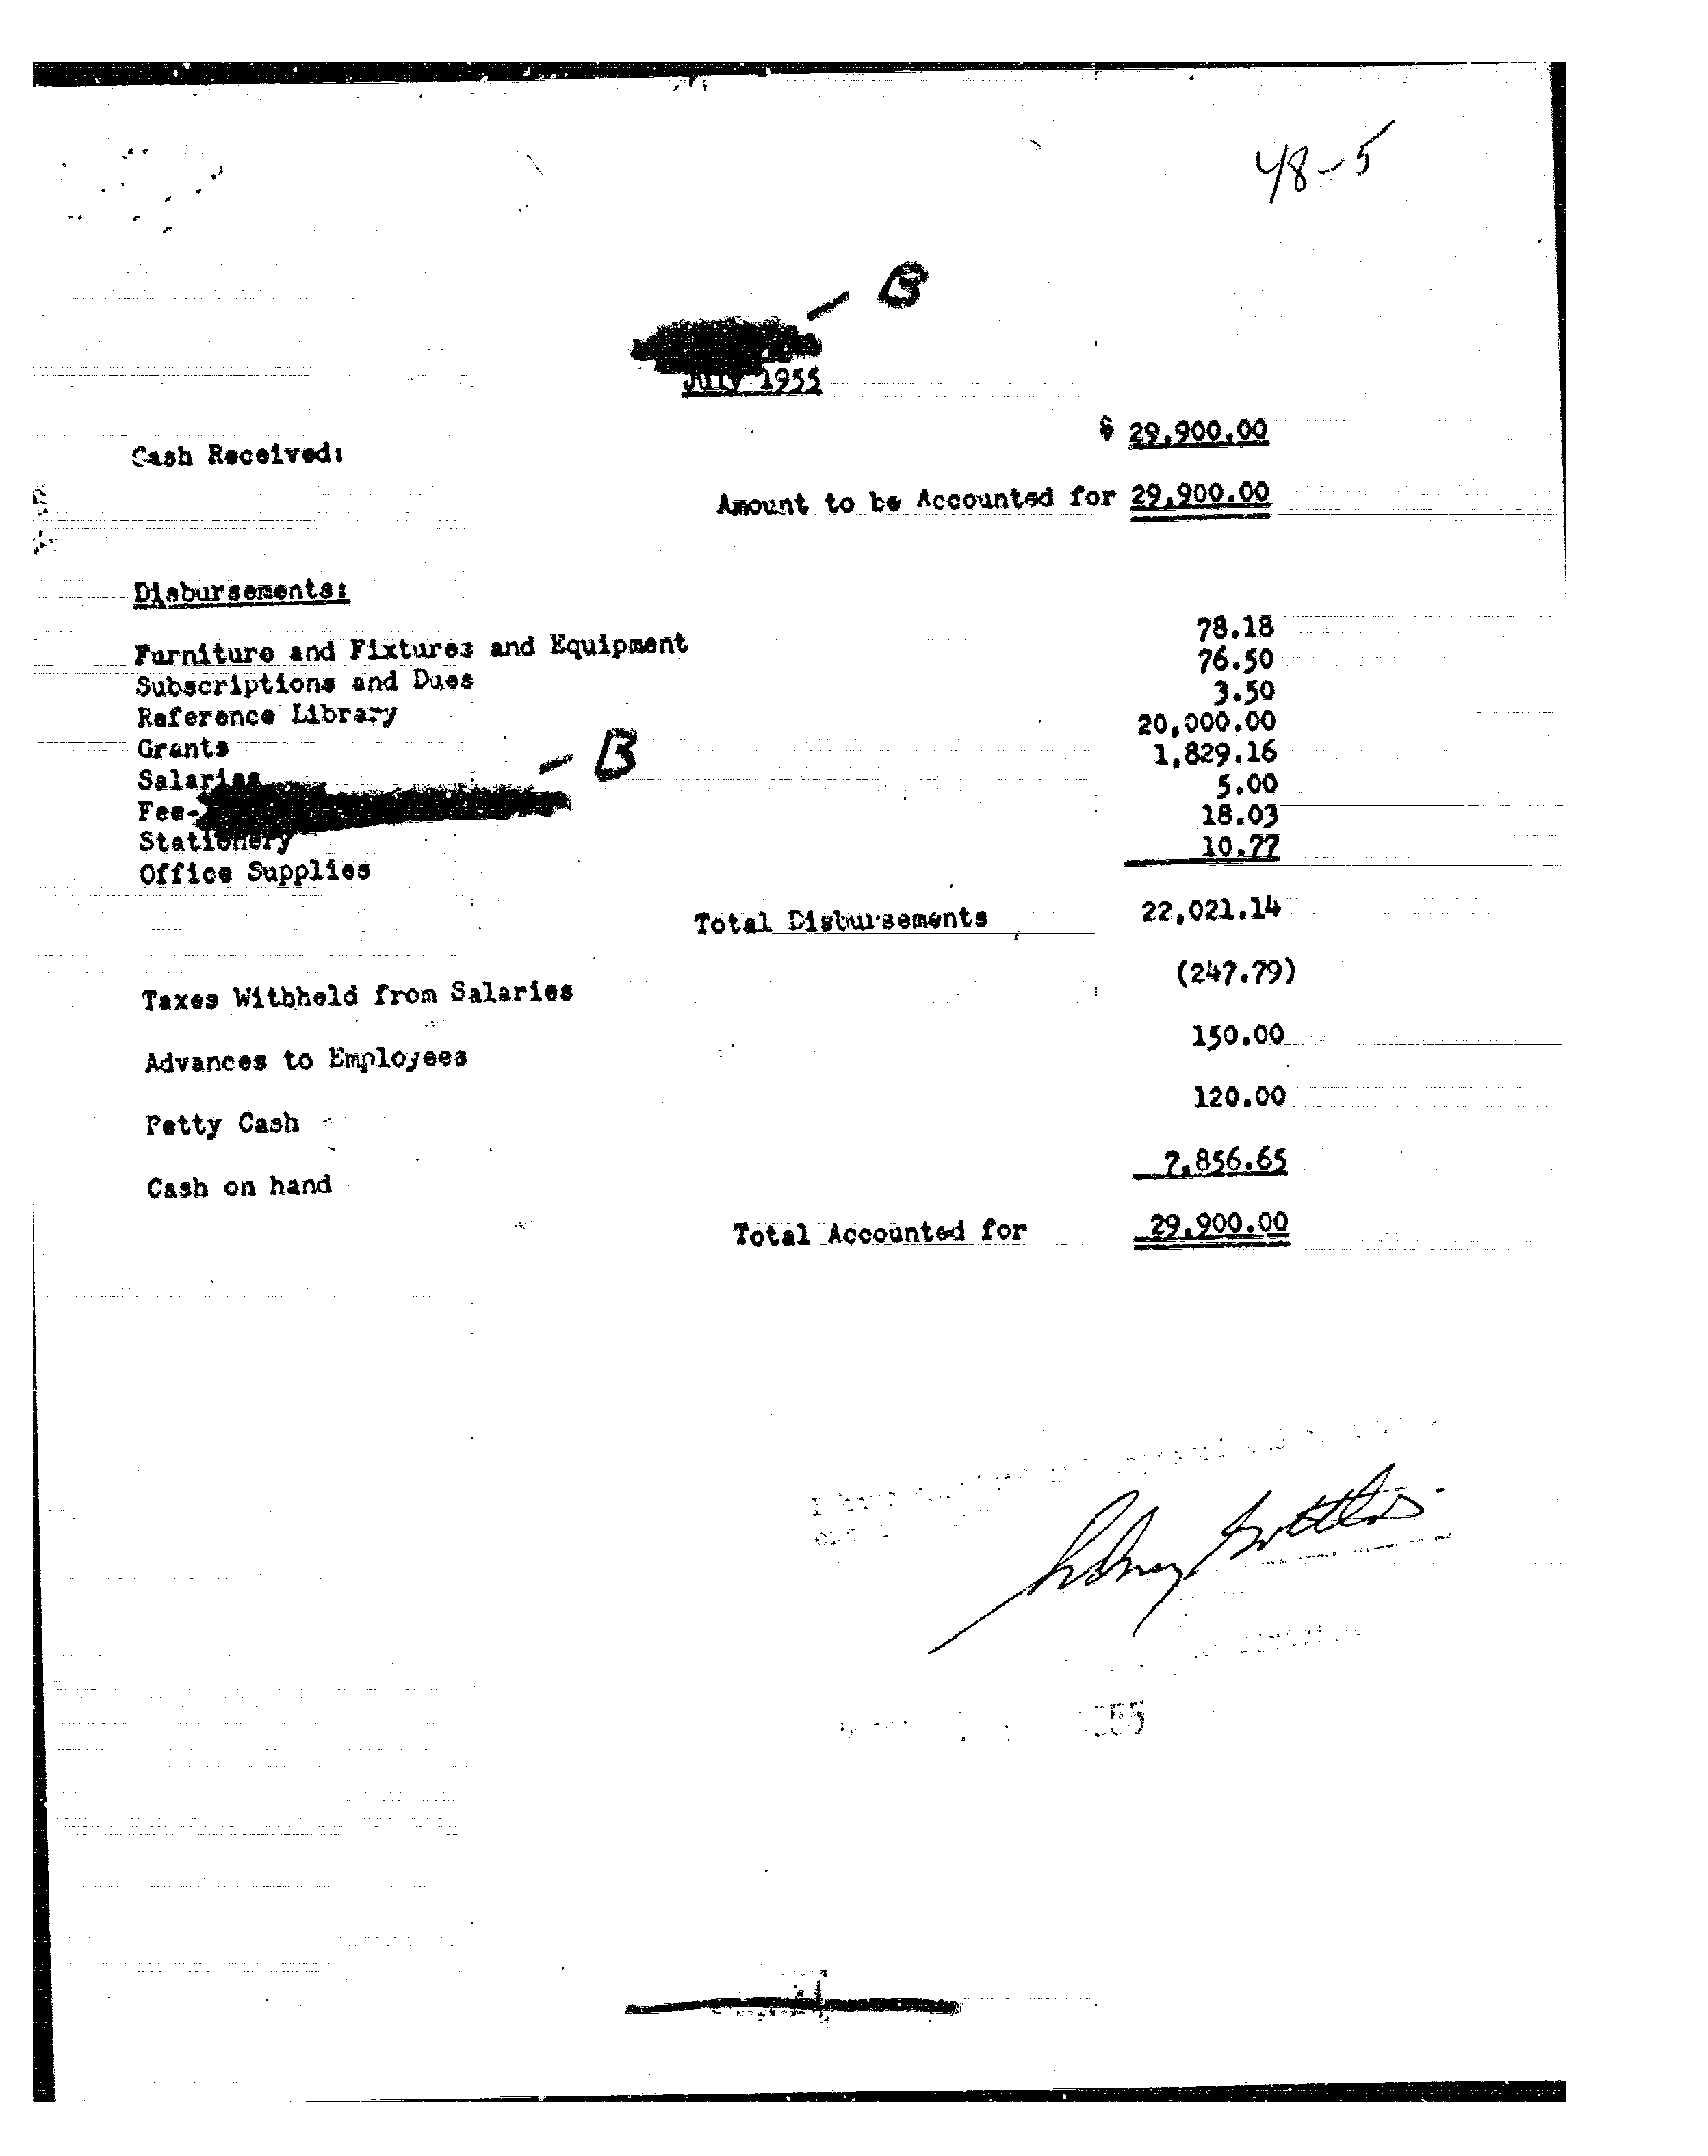 48-5
- B
July 1955
Cash Received: $ 29,900.00
Amount to be Accounted for 29,900.00
Disbursements:
Furniture and Fixtures and Equipment 78.18
Subscriptions and Dues 76.50
Reference Library 3.50
Grants 20,000.00
Salaries 1,829.16
- B
Fee- 5.00
Stationery 18.03
Office Supplies 10.77
Total Disbursements 22,021.14
Taxes Withheld from Salaries (247.79)
Advances to Employees 150.00
Petty Cash 120.00
Cash on hand 7,856.65
Total Accounted for 29,900.00
Sidney Gottlieb